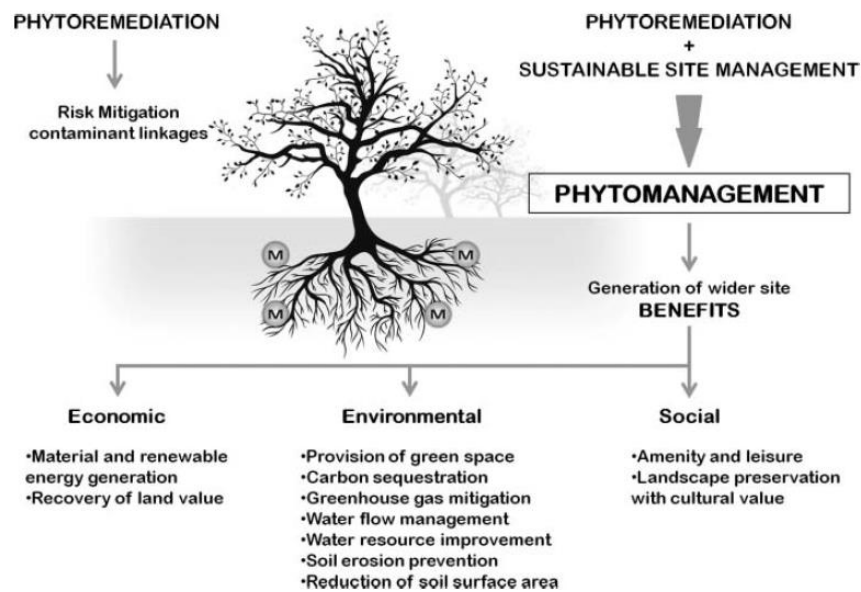 PHYTOREMEDIATION
Risk Mitigation
contaminant linkages
PHYTOREMEDIATION
+
SUSTAINABLE SITE MANAGEMENT
PHYTOMANAGEMENT
M
M
M
M
Generation of wider site
BENEFITS
Economic
•Material and renewable
energy generation
•Recovery of land value
Environmental
•Provision of green space
•Carbon sequestration
•Greenhouse gas mitigation
•Water flow management
•Water resource improvement
•Soil erosion prevention
•Reduction of soil surface area
Social
•Amenity and leisure
•Landscape preservation
with cultural value